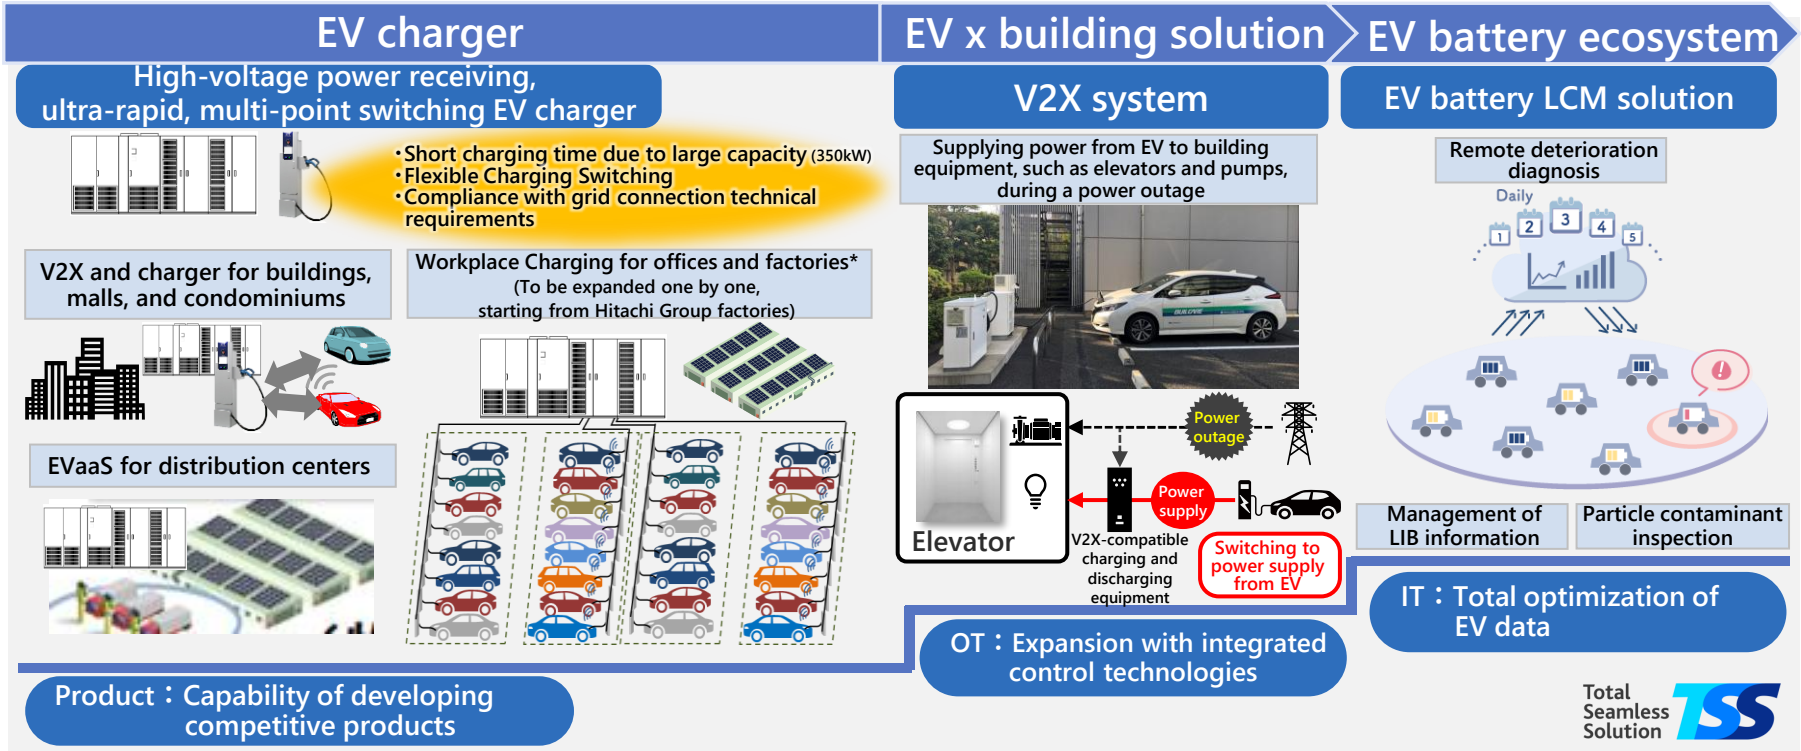 EV charger
EV x building solution
EV battery ecosystem
High-voltage power receiving,
ultra-rapid, multi-point switching EV charger
・Short charging time due to large capacity (350kW)
・Flexible Charging Switching
・Compliance with grid connection technical
requirements
V2X and charger for buildings,
malls, and condominiums
Workplace Charging for offices and factories*
(To be expanded one by one,
starting from Hitachi Group factories)
EVaaS for distribution centers
Product：Capability of developing
competitive products
V2X system
Supplying power from EV to building
equipment, such as elevators and pumps,
during a power outage
BUILCARE
Power
outage
Power
supply
Elevator
V2X-compatible
charging and
discharging
equipment
Switching to
power supply
from EV
OT：Expansion with integrated
control technologies
EV battery LCM solution
Remote deterioration
diagnosis
Daily
1 2 3 4 5
!
Management of
LIB information
Particle contaminant
inspection
IT：Total optimization of
EV data
Total
Seamless
Solution
TSS